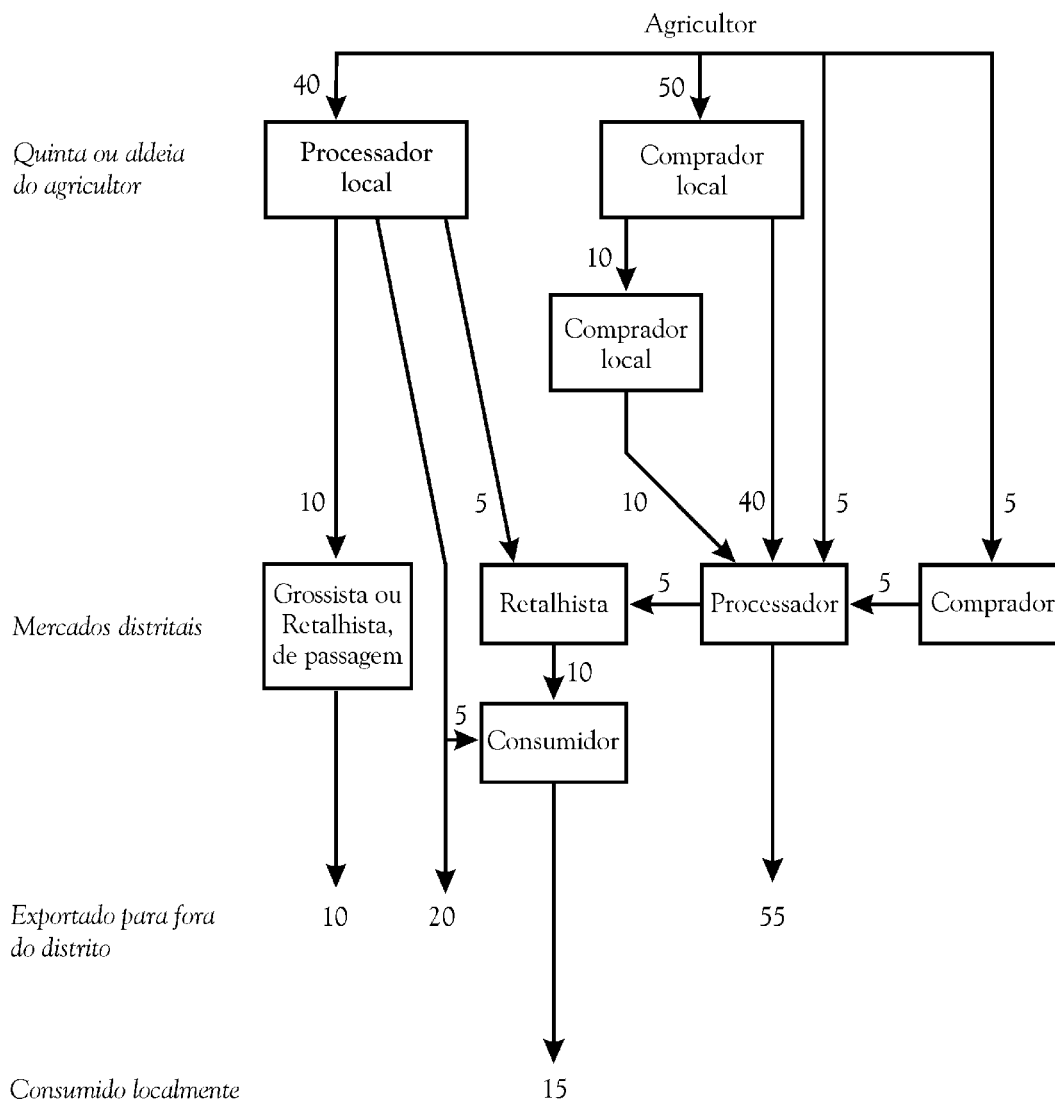 Agricultor
40
50
Quinta ou aldeia
do agricultor
Processador
local
Comprador
local
10
Comprador
local
10
5
10
40
5
5
Mercados distritais
Grossista ou
Retalhista,
de passagem
Retalhista
5
Processador
5
Comprador
10
5
Consumidor
Exportado para fora
do distrito
10
20
55
Consumido localmente
15